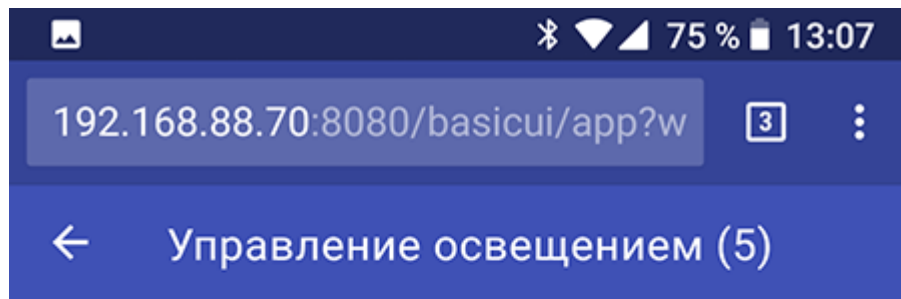 75 % 13:07
192.168.88.70:8080/basicui/app?w 3
Управление освещением (5)